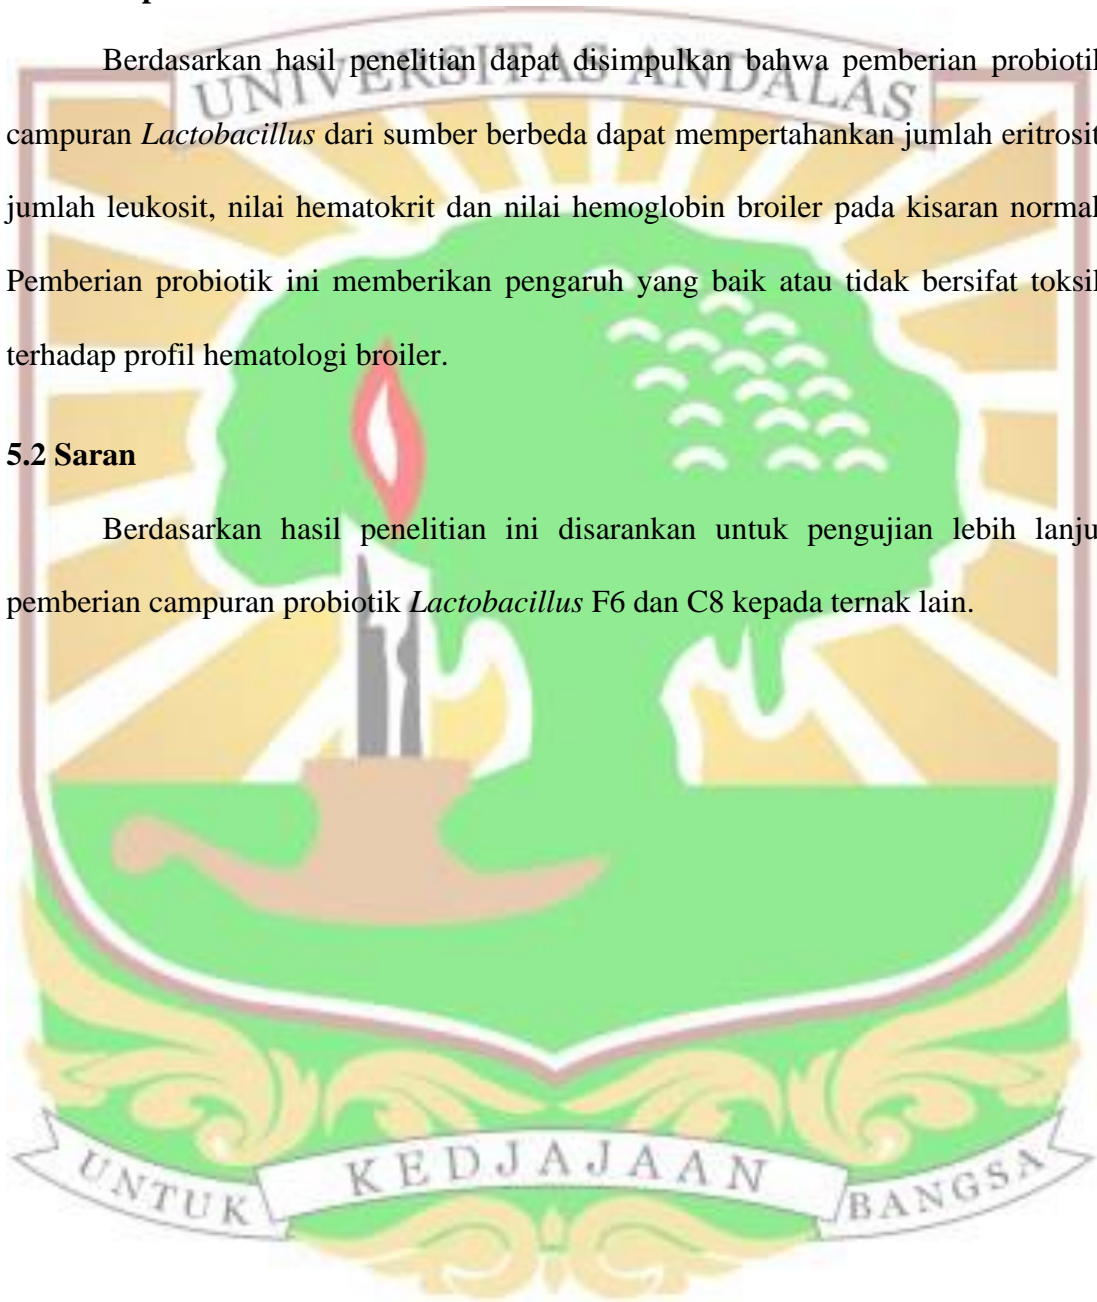 UNIVERSITAS ANDALAS
Berdasarkan hasil penelitian dapat disimpulkan bahwa pemberian probiotik
campuran Lactobacillus dari sumber berbeda dapat mempertahankan jumlah eritrosit
jumlah leukosit, nilai hematokrit dan nilai hemoglobin broiler pada kisaran normal
Pemberian probiotik ini memberikan pengaruh yang baik atau tidak bersifat toksik
terhadap profil hematologi broiler.
5.2 Saran
Berdasarkan hasil penelitian ini disarankan untuk pengujian lebih lanju
pemberian campuran probiotik Lactobacillus F6 dan C8 kepada ternak lain.
UNTUK KEDJAJAAN BANGSA